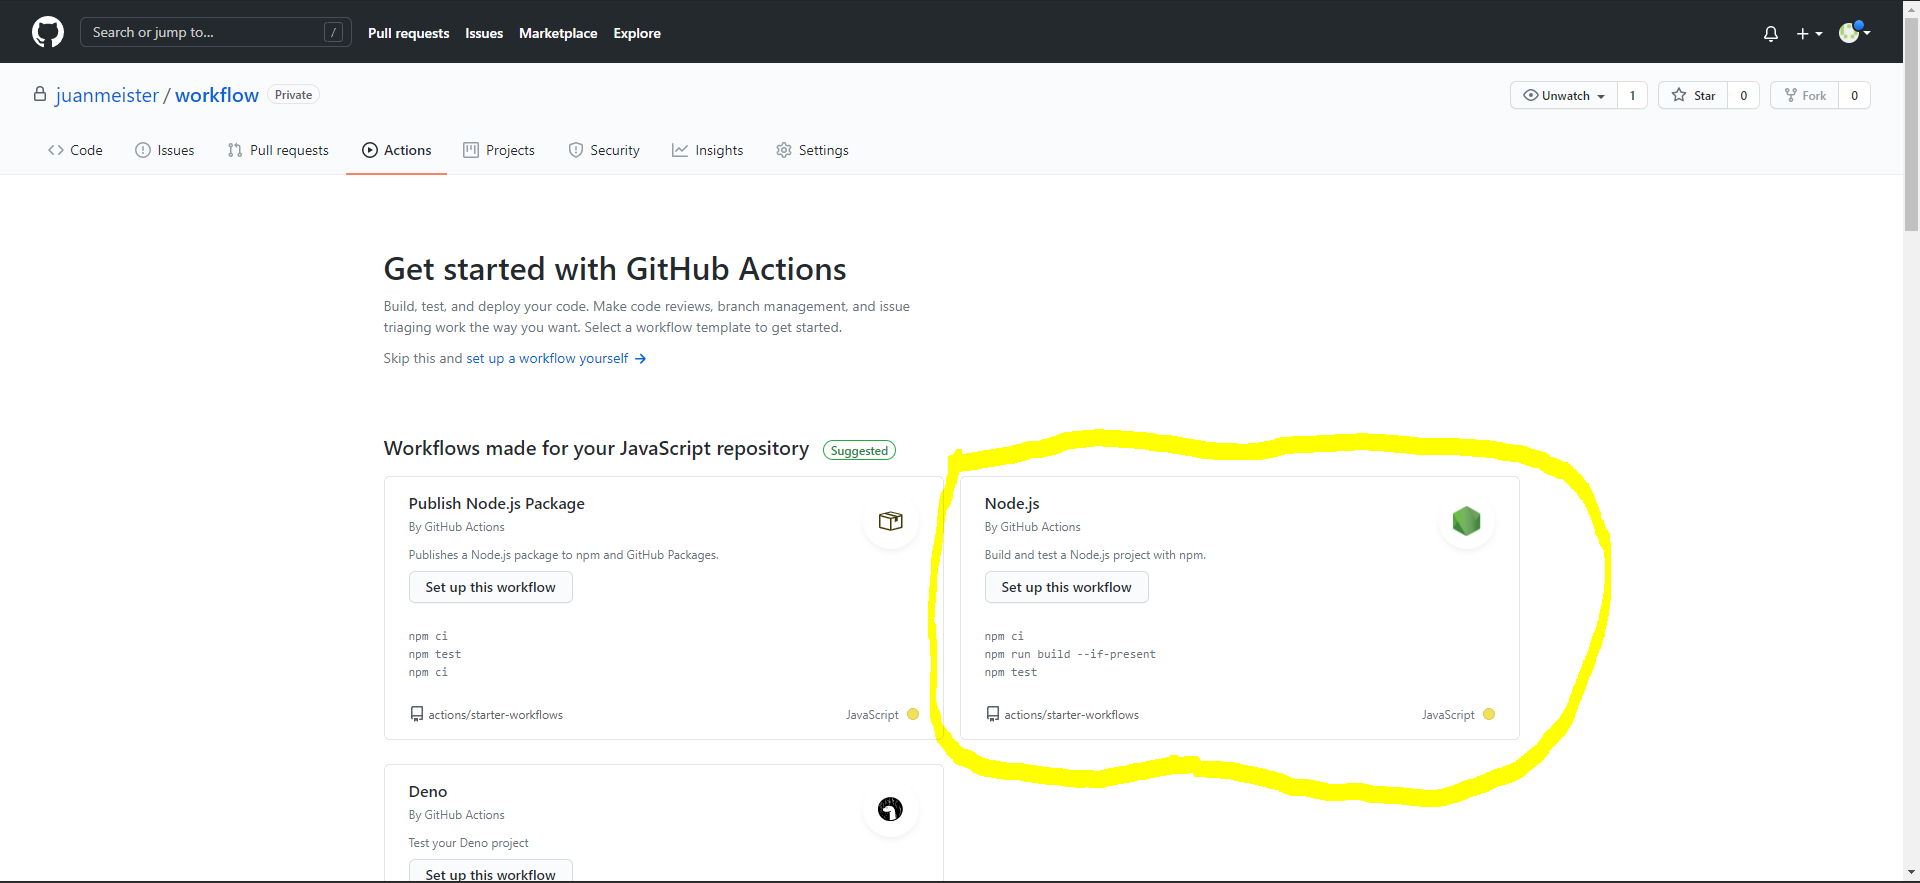 Search or jump to... /
Pull requests Issues Marketplace Explore
juanmeister / workflow Private
Unwatch 1 Star 0 Fork 0
Code Issues Pull requests Actions Projects Security Insights Settings
Get started with GitHub Actions
Build, test, and deploy your code. Make code reviews, branch management, and issue
triaging work the way you want. Select a workflow template to get started.
Skip this and set up a workflow yourself →
Workflows made for your JavaScript repository Suggested
Publish Node.js Package
By GitHub Actions
Publishes a Node.js package to npm and GitHub Packages.
Set up this workflow
npm ci
npm test
npm ci
actions/starter-workflows JavaScript
Node.js
By GitHub Actions
Build and test a Node.js project with npm.
Set up this workflow
npm ci
npm run build --if-present
npm test
actions/starter-workflows JavaScript
Deno
By GitHub Actions
Test your Deno project
Set up this workflow